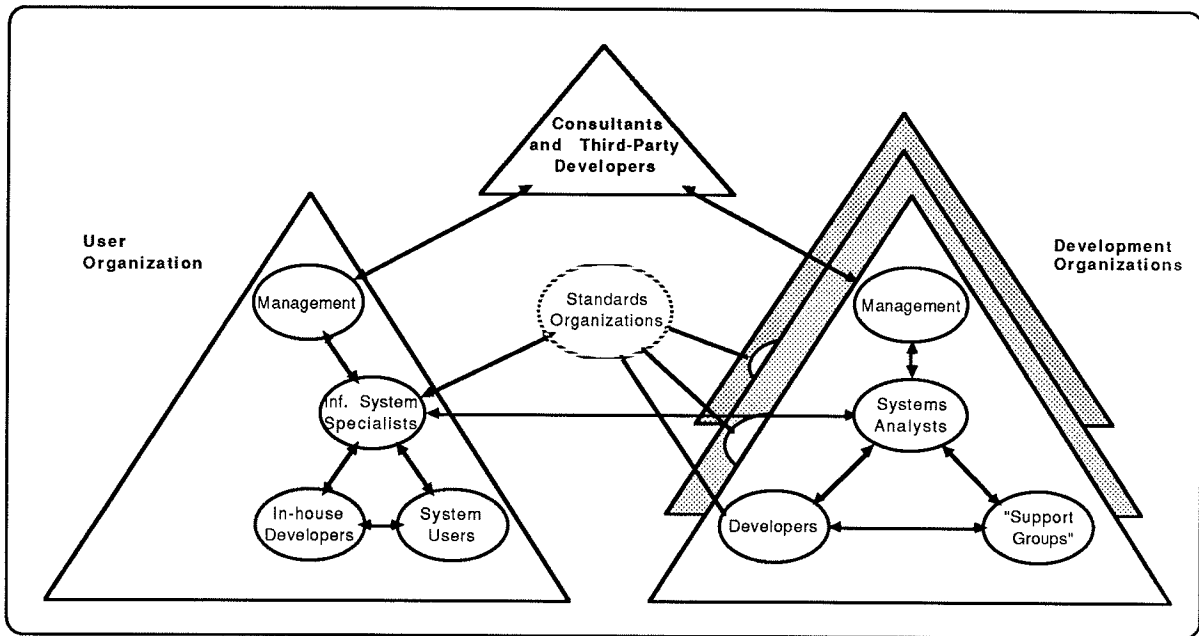 Consultants
and Third-Party
Developers
User
Organization
Development
Organizations
Management
Standards
Organizations
Management
Inf. System
Specialists
Systems
Analysts
In-house
Developers
System
Users
Developers
"Support
Groups"